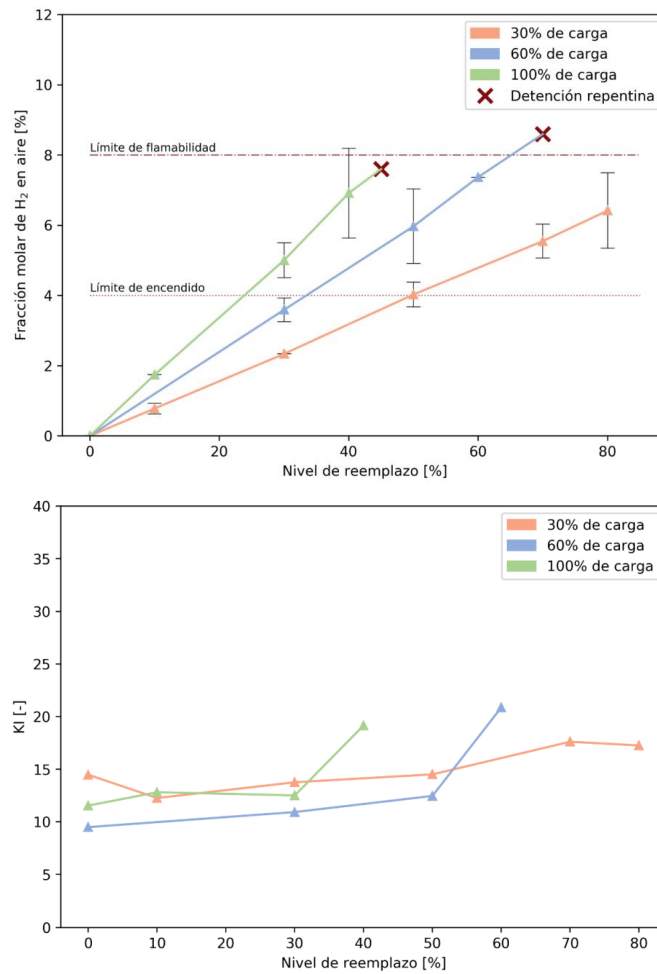 12
10
8
6
4
2
0
Fracción molar de H₂ en aire [%]
30% de carga
60% de carga
100% de carga
Detención repentina
Límite de flamabilidad
Límite de encendido
0 20 40 60 80
Nivel de reemplazo [%]
40
35
30
25
20
15
10
5
0
KI [-]
30% de carga
60% de carga
100% de carga
0 10 20 30 40 50 60 70 80
Nivel de reemplazo [%]